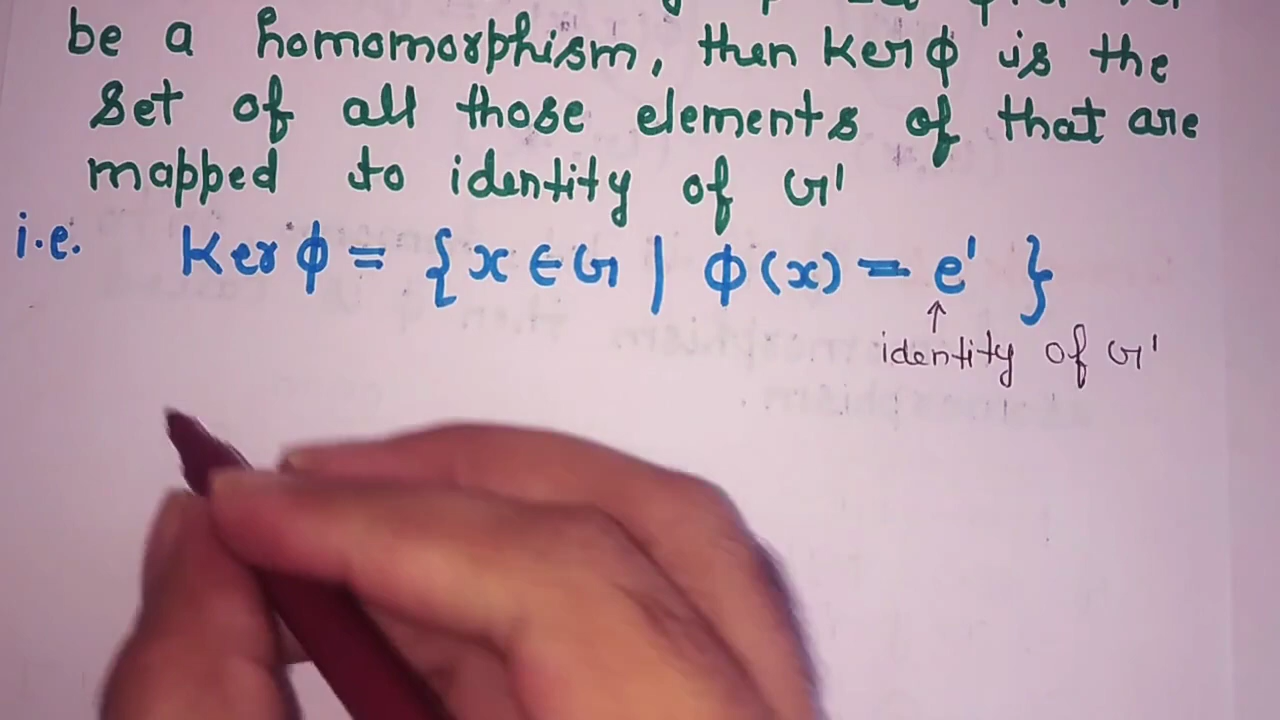 be a homomorphism, then Ker ϕ is the
set of all those elements of that are
mapped to identity of G'
i.e. Ker ϕ = { x ∈ G | ϕ(x) = e' }
↑
identity of G'